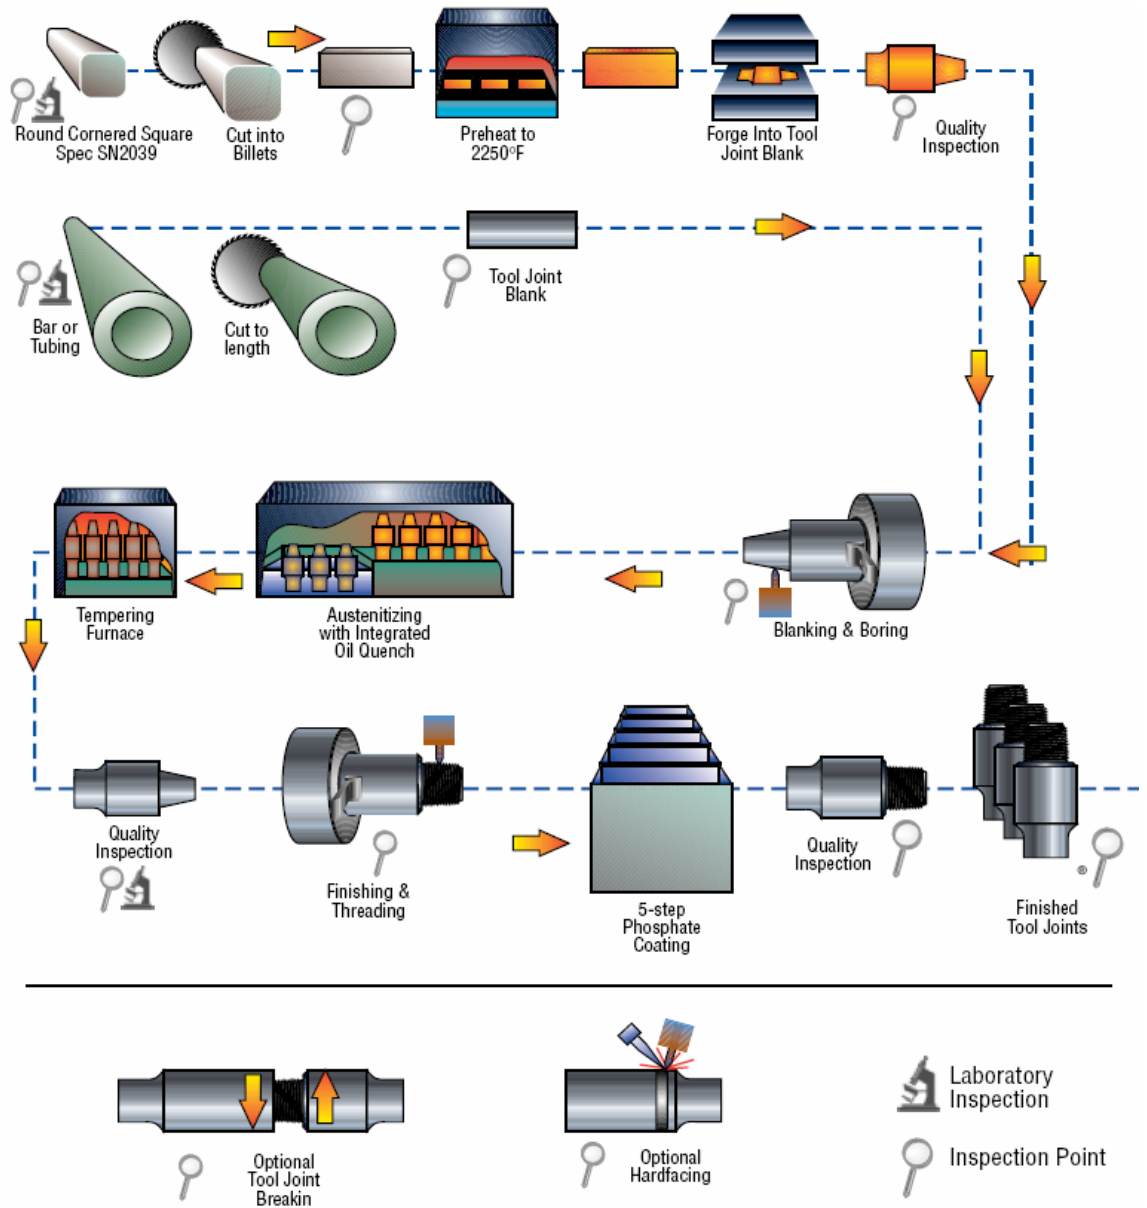 Round Cornered Square
Spec SN2039
Cut into
Billets
Preheat to
2250ºF
Forge Into Tool
Joint Blank
Quality
Inspection
Bar or
Tubing
Cut to
length
Tool Joint
Blank
Tempering
Furnace
Austenitizing
with Integrated
Oil Quench
Blanking & Boring
Quality
Inspection
Finishing &
Threading
5-step
Phosphate
Coating
Quality
Inspection
®
Finished
Tool Joints
Optional
Tool Joint
Breakin
Optional
Hardfacing
Laboratory
Inspection
Inspection Point